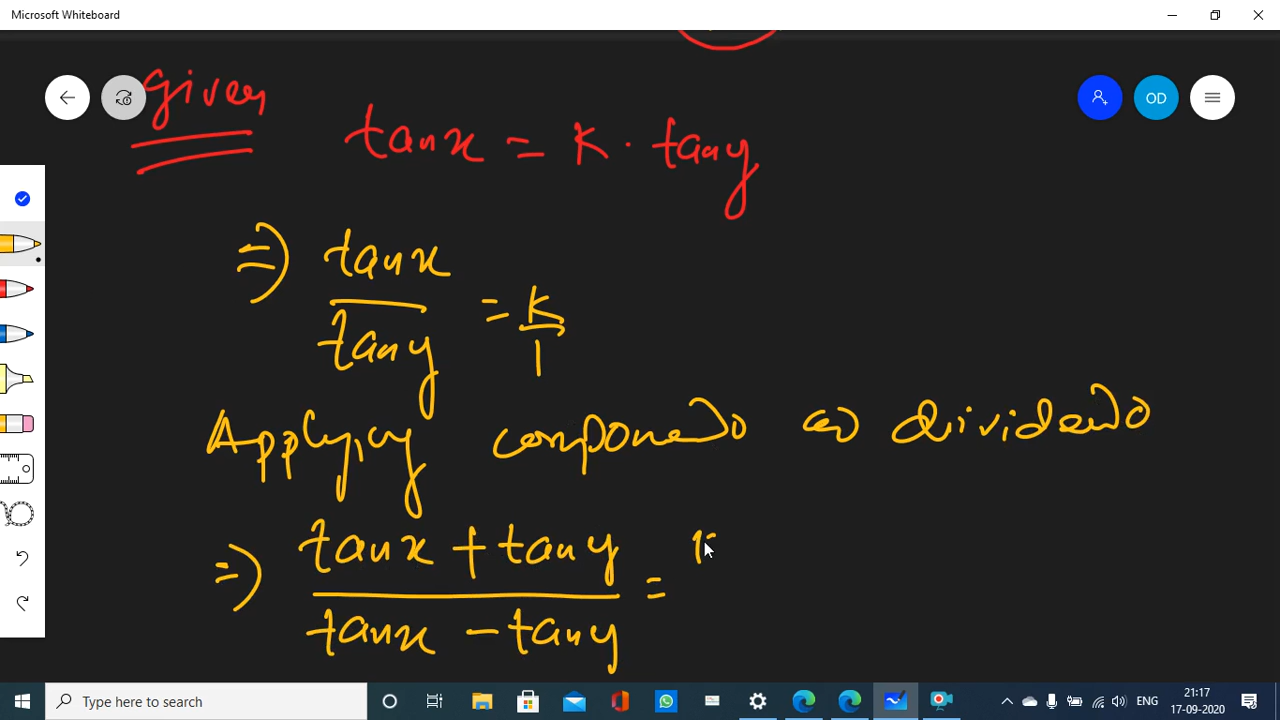 Microsoft Whiteboard
given
tanx = K · tany
OD
⇒ tanx / tany = K / 1
Applying componendo dividendo
⇒ tanx + tany / tanx - tany =
Type here to search
ENG
21:17
17-09-2020